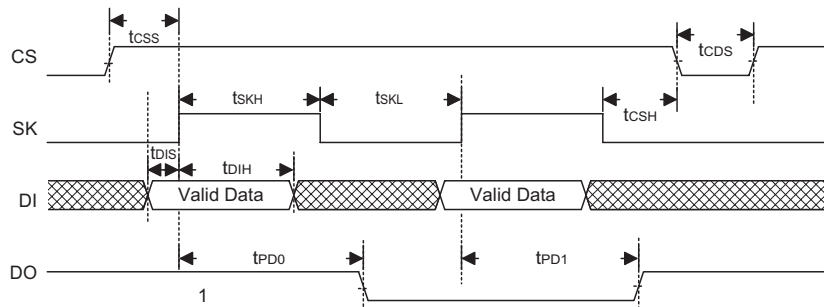 tCSS
tCDS
CS
tSKH
tSKL
tCSH
SK
tDIS
tDIH
DI
Valid Data
Valid Data
tPD0
tPD1
DO
1